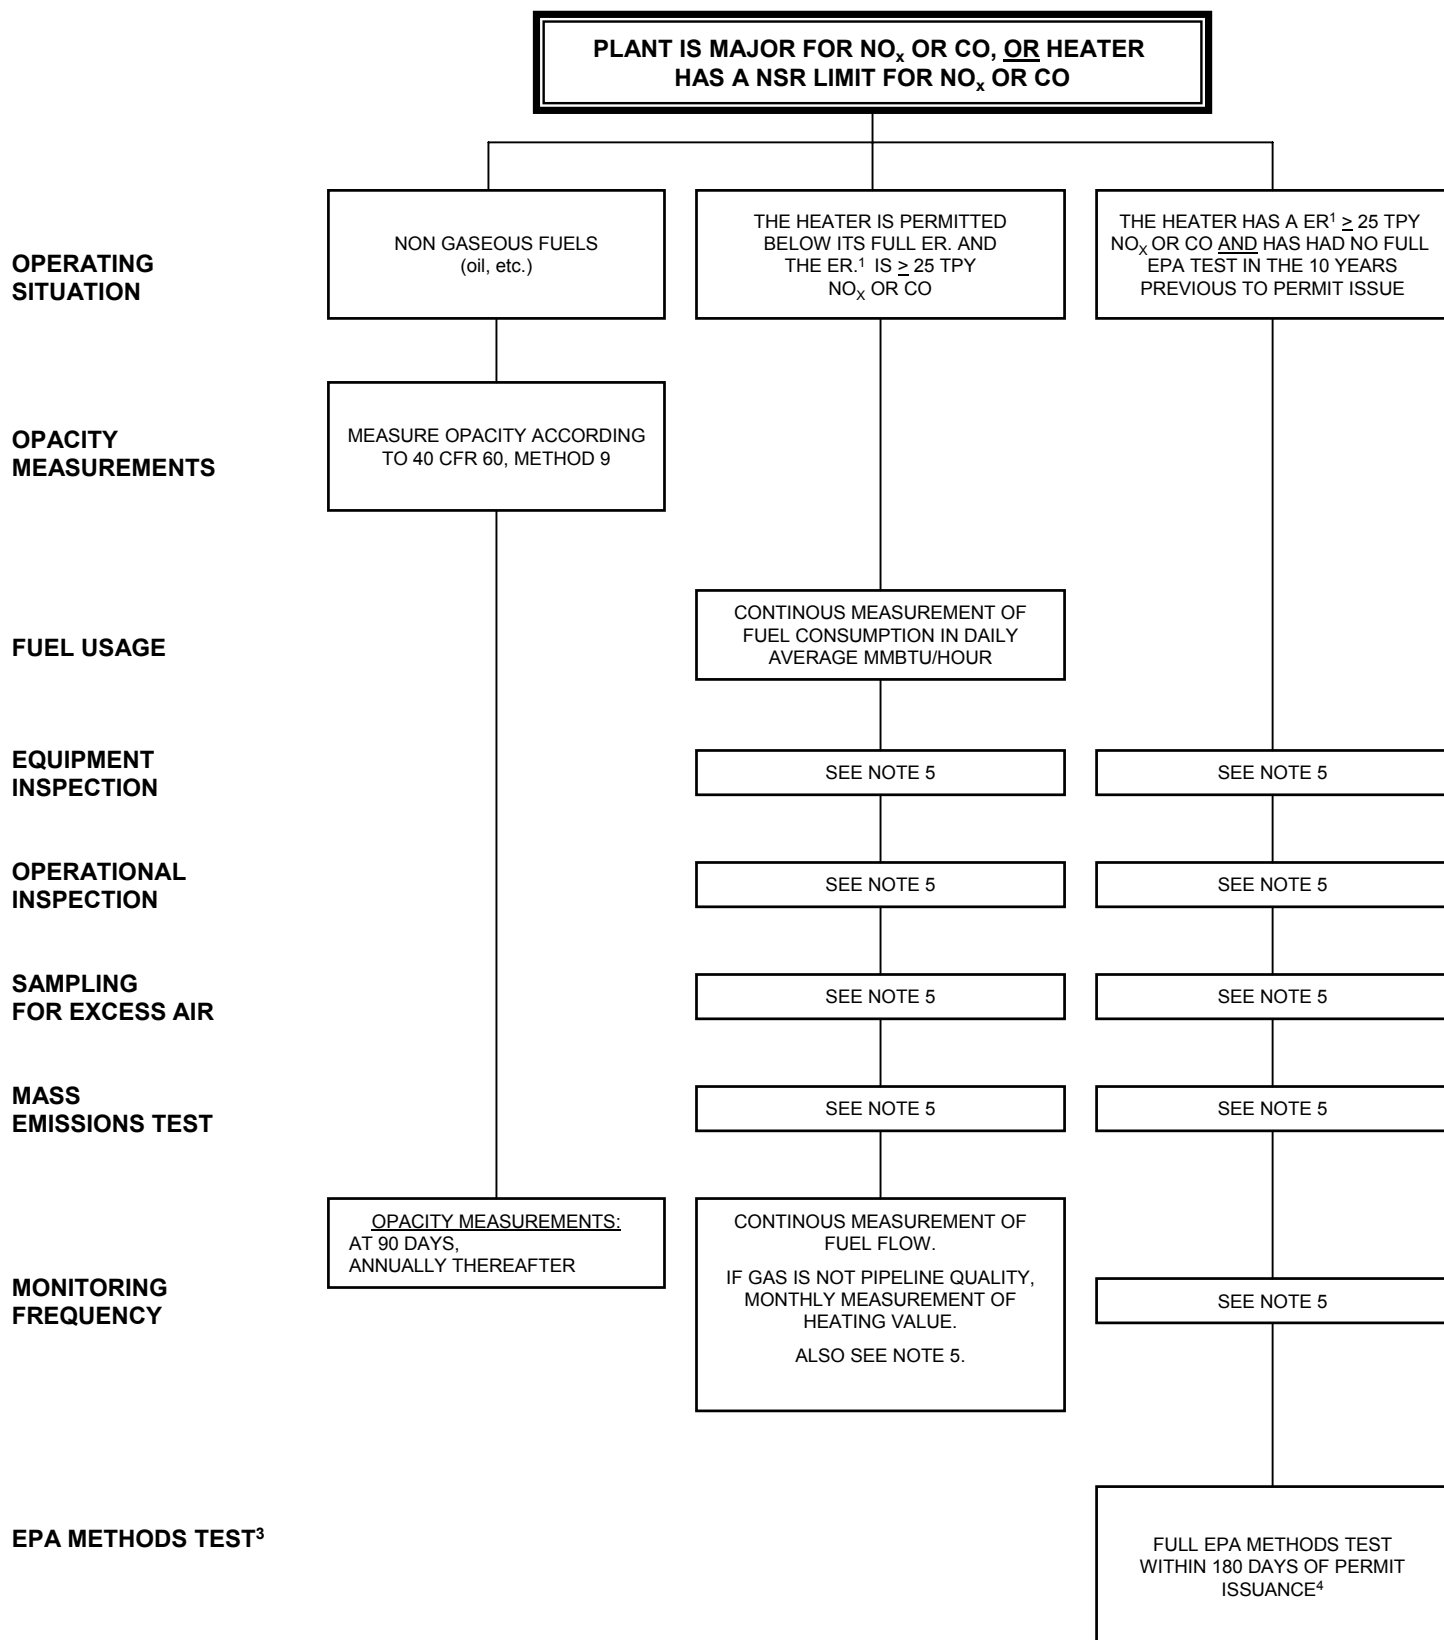 PLANT IS MAJOR FOR NOx OR CO, OR HEATER
HAS A NSR LIMIT FOR NOx OR CO
OPERATING
SITUATION
NON GASEOUS FUELS
(oil, etc.)
THE HEATER IS PERMITTED
BELOW ITS FULL ER. AND
THE ER.1 IS ≥ 25 TPY
NOX OR CO
THE HEATER HAS A ER1 ≥ 25 TPY
NOX OR CO AND HAS HAD NO FULL
EPA TEST IN THE 10 YEARS
PREVIOUS TO PERMIT ISSUE
OPACITY
MEASUREMENTS
MEASURE OPACITY ACCORDING
TO 40 CFR 60, METHOD 9
FUEL USAGE
CONTINOUS MEASUREMENT OF
FUEL CONSUMPTION IN DAILY
AVERAGE MMBTU/HOUR
EQUIPMENT
INSPECTION
SEE NOTE 5
SEE NOTE 5
OPERATIONAL
INSPECTION
SEE NOTE 5
SEE NOTE 5
SAMPLING
FOR EXCESS AIR
SEE NOTE 5
SEE NOTE 5
MASS
EMISSIONS TEST
SEE NOTE 5
SEE NOTE 5
MONITORING
FREQUENCY
OPACITY MEASUREMENTS:
AT 90 DAYS,
ANNUALLY THEREAFTER
CONTINOUS MEASUREMENT OF
FUEL FLOW.
IF GAS IS NOT PIPELINE QUALITY,
MONTHLY MEASUREMENT OF
HEATING VALUE.
ALSO SEE NOTE 5.
SEE NOTE 5
EPA METHODS TEST3
FULL EPA METHODS TEST
WITHIN 180 DAYS OF PERMIT
ISSUANCE4